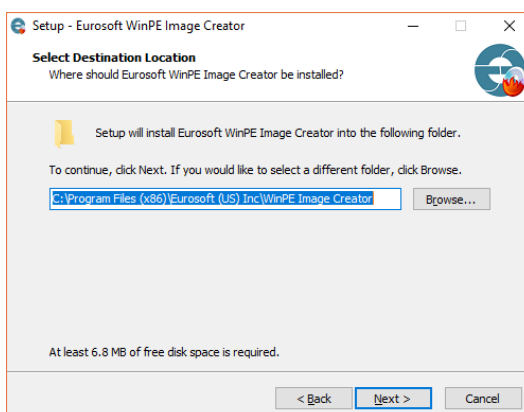 Setup - Eurosoft WinPE Image Creator
Select Destination Location
Where should Eurosoft WinPE Image Creator be installed?
Setup will install Eurosoft WinPE Image Creator into the following folder.
To continue, click Next. If you would like to select a different folder, click Browse.
C:\Program Files (x86)\Eurosoft (US) Inc\WinPE Image Creator
Browse...
At least 6.8 MB of free disk space is required.
< Back
Next >
Cancel